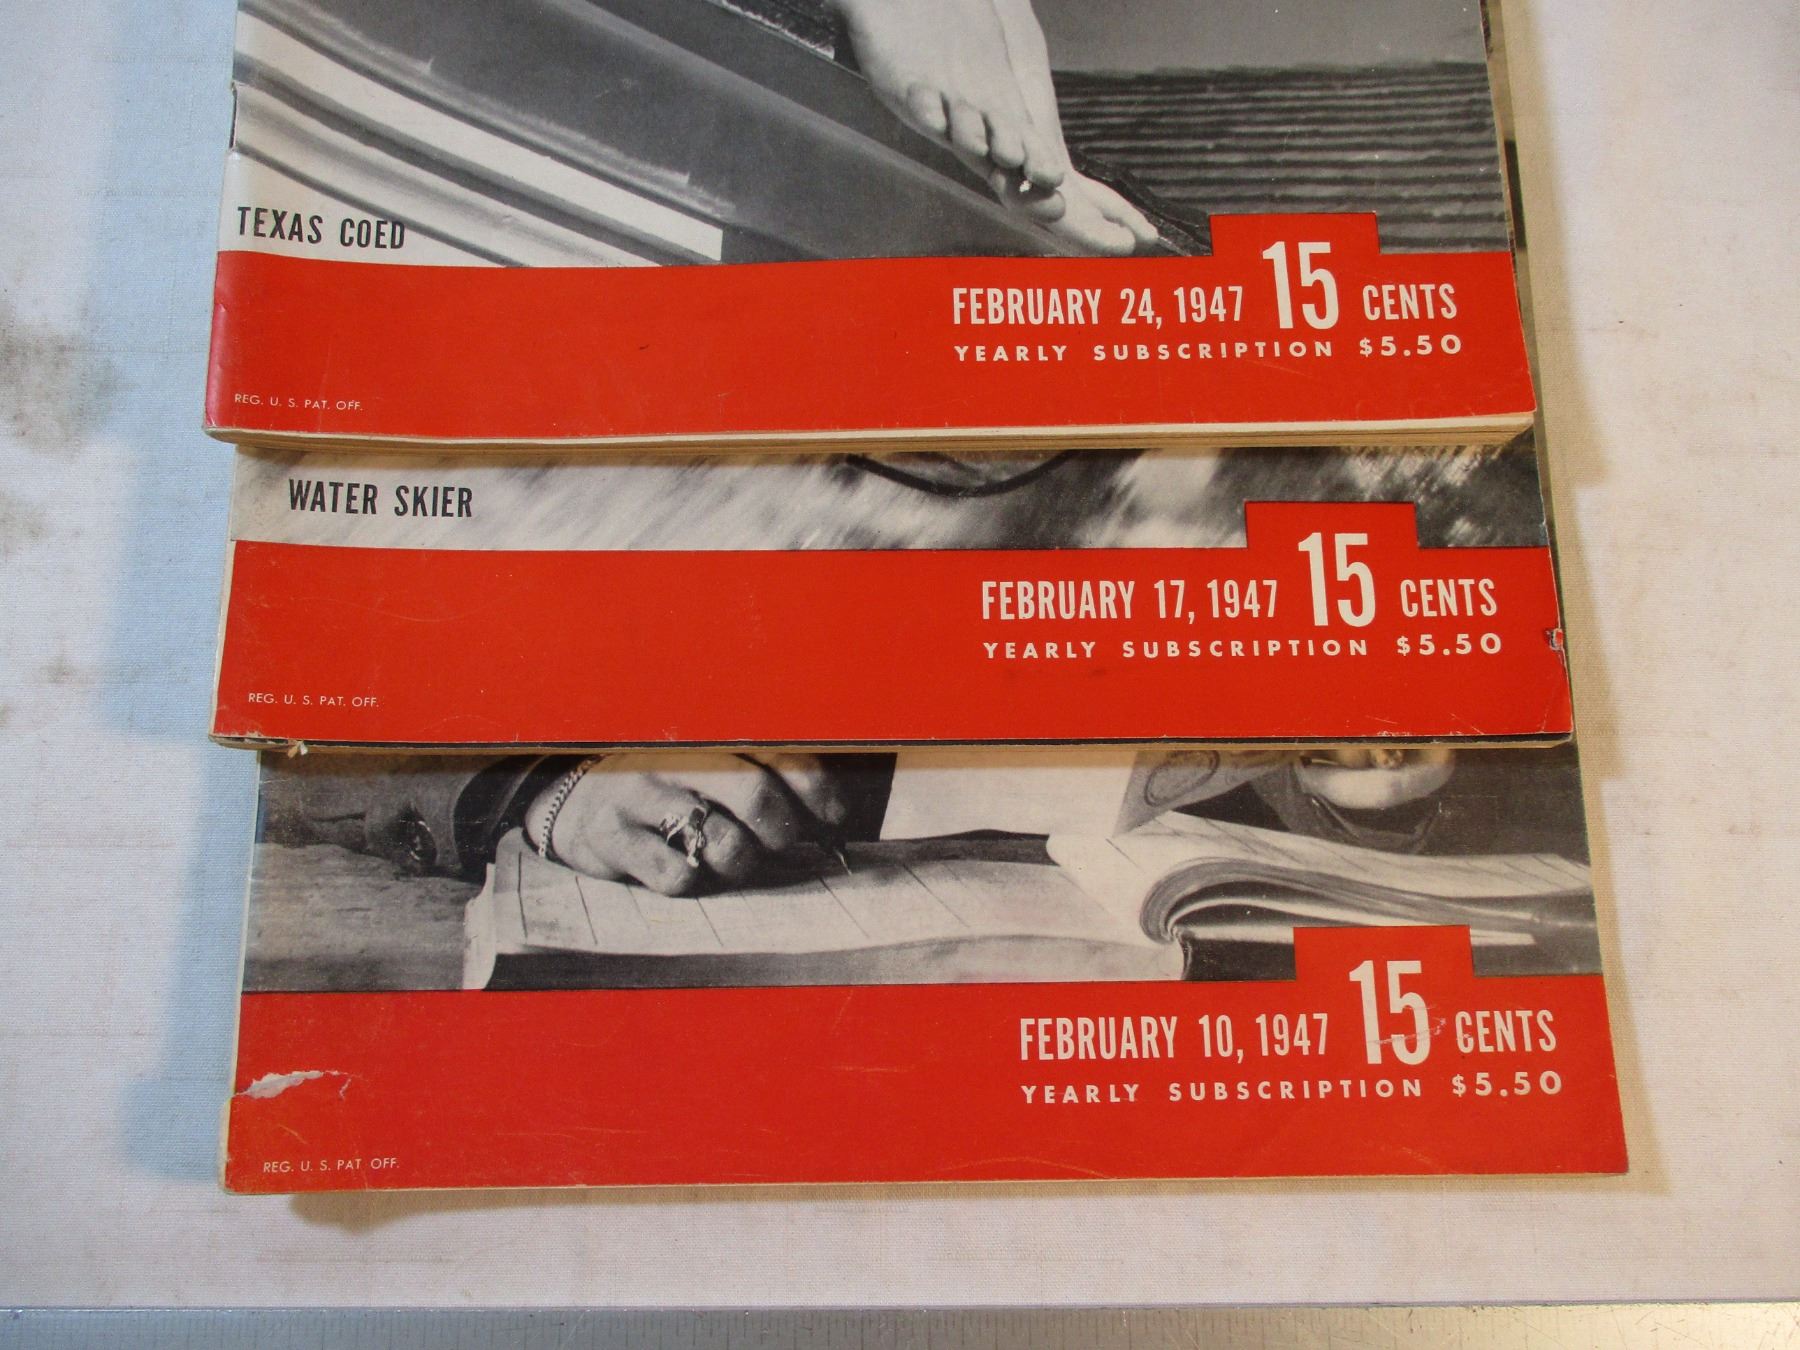 TEXAS COED
FEBRUARY 24, 1947 15 CENTS
YEARLY SUBSCRIPTION $5.50
REG. U. S. PAT. OFF.
WATER SKIER
FEBRUARY 17, 1947 15 CENTS
YEARLY SUBSCRIPTION $5.50
REG. U. S. PAT. OFF.
FEBRUARY 10, 1947 15 CENTS
YEARLY SUBSCRIPTION $5.50
REG. U. S. PAT OFF.